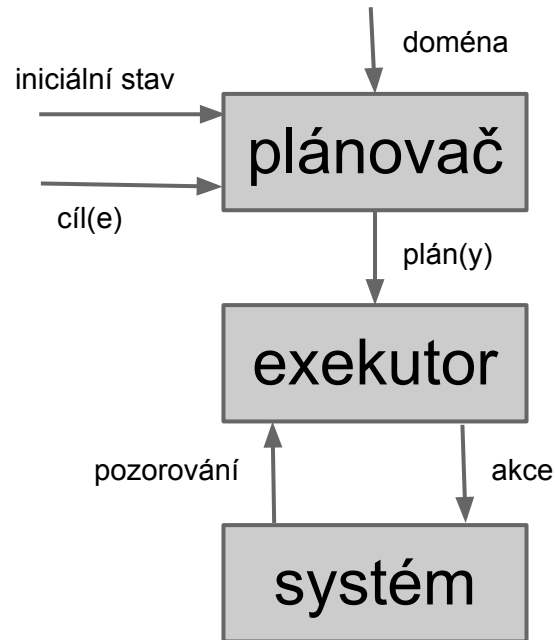 doména
iniciální stav
plánovač
cíl(e)
plán(y)
exekutor
pozorování
akce
systém